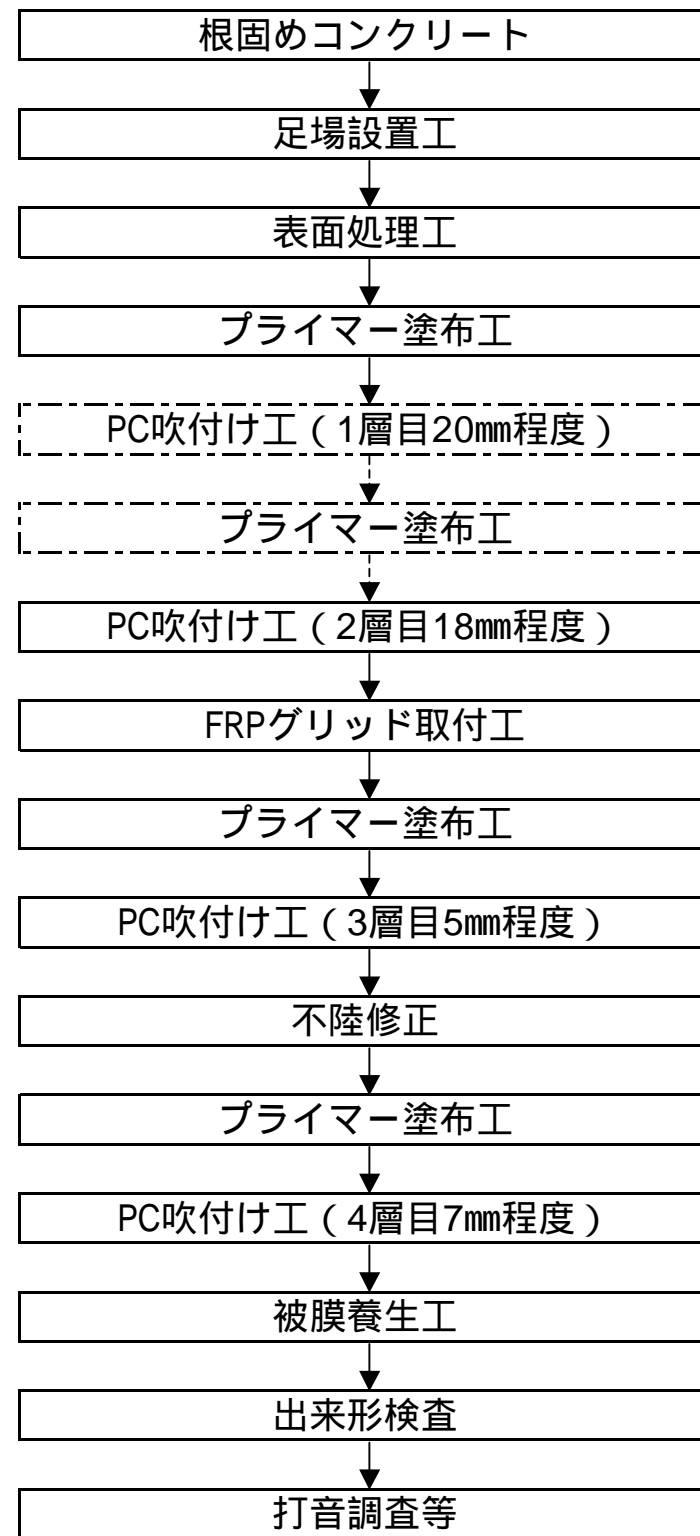 根固めコンクリート
足場設置工
表面処理工
プライマー塗布工
PC吹付け工(1層目20㎜程度)
プライマー塗布工
PC吹付け工(2層目18㎜程度)
FRPグリッド取付工
プライマー塗布工
PC吹付け工(3層目5㎜程度)
不陸修正
プライマー塗布工
PC吹付け工(4層目7㎜程度)
被膜養生工
出来形検査
打音調査等